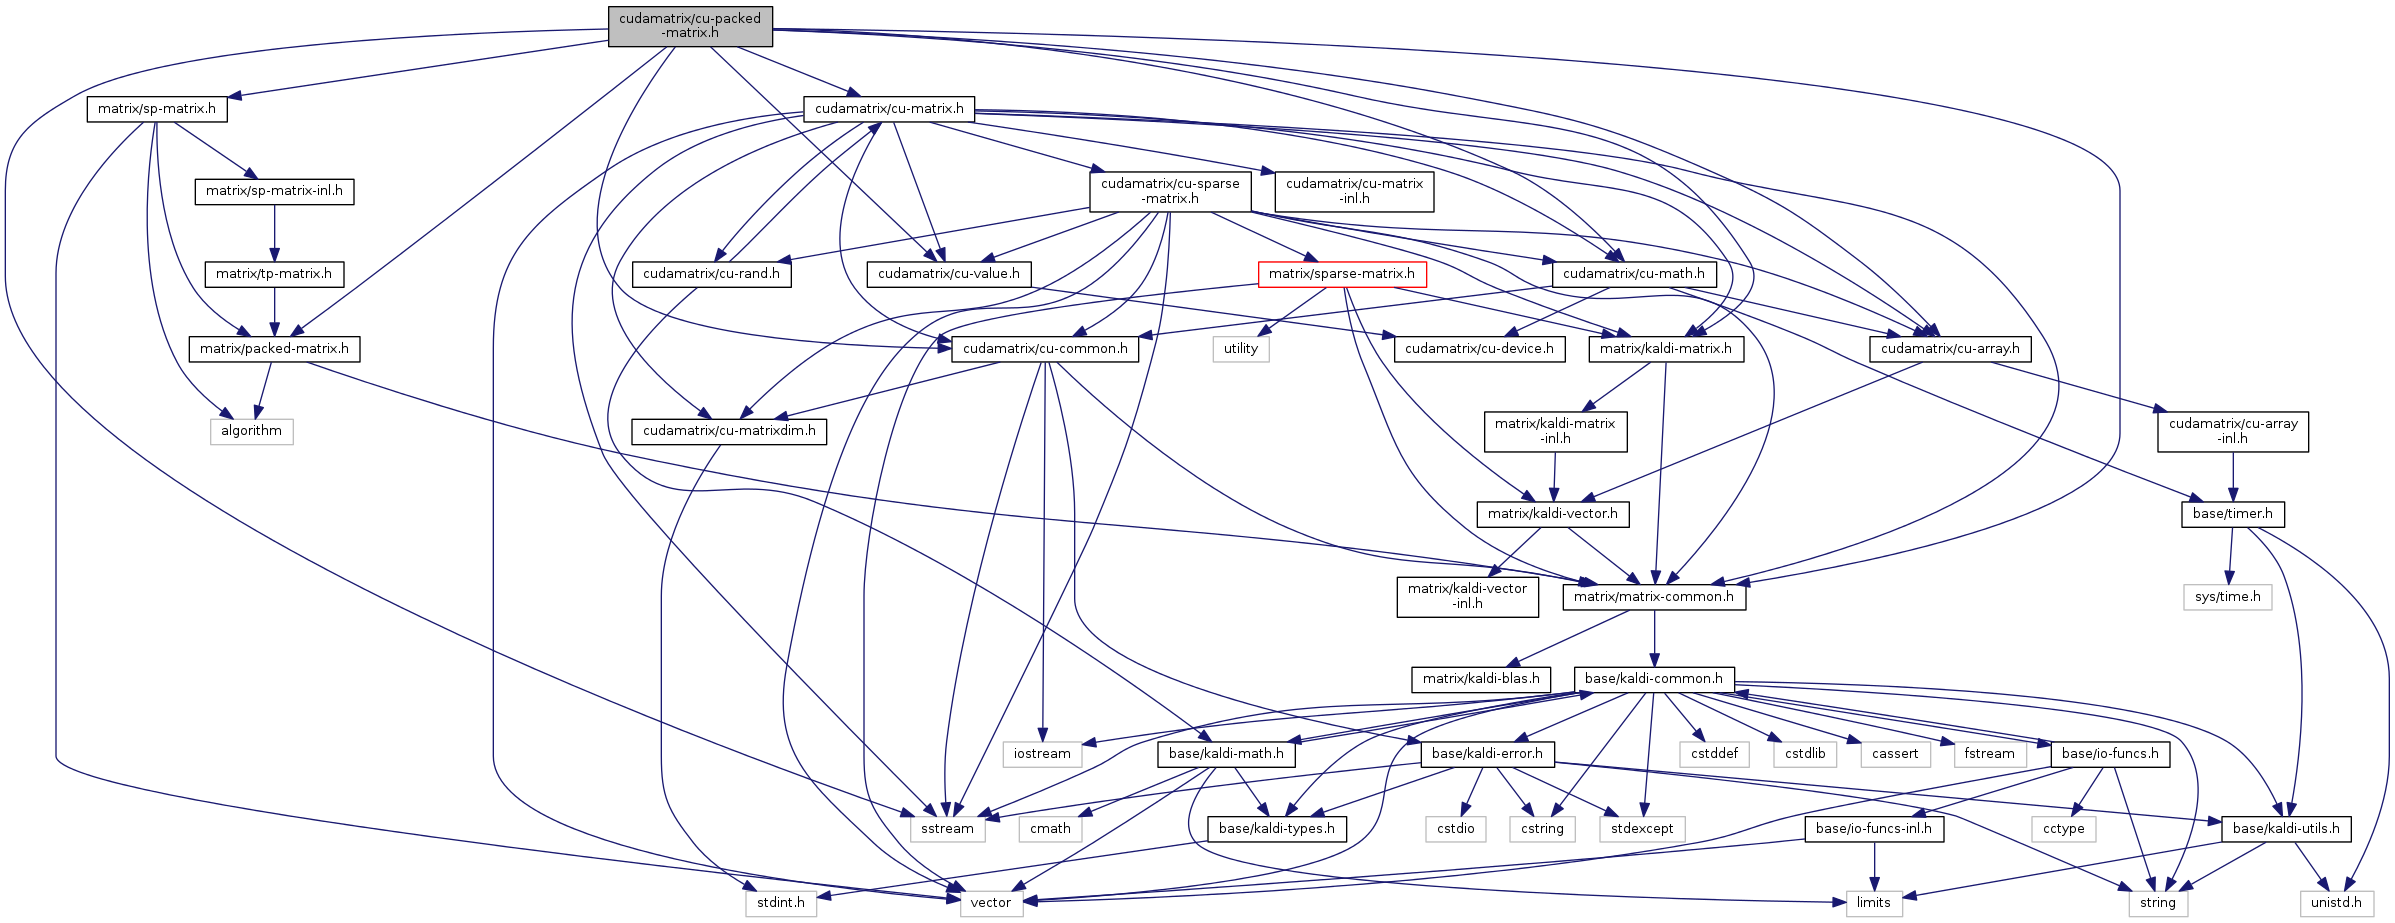 cudamatrix/cu-packed
-matrix.h
matrix/sp-matrix.h
cudamatrix/cu-matrix.h
matrix/sp-matrix-inl.h
cudamatrix/cu-sparse
-matrix.h
cudamatrix/cu-matrix
-inl.h
matrix/tp-matrix.h
cudamatrix/cu-rand.h
cudamatrix/cu-value.h
matrix/sparse-matrix.h
cudamatrix/cu-math.h
matrix/packed-matrix.h
cudamatrix/cu-common.h
utility
cudamatrix/cu-device.h
matrix/kaldi-matrix.h
cudamatrix/cu-array.h
algorithm
cudamatrix/cu-matrixdim.h
matrix/kaldi-matrix
-inl.h
cudamatrix/cu-array
-inl.h
matrix/kaldi-vector.h
base/timer.h
matrix/kaldi-vector
-inl.h
matrix/matrix-common.h
sys/time.h
matrix/kaldi-blas.h
base/kaldi-common.h
iostream
base/kaldi-math.h
base/kaldi-error.h
cstddef
cstdlib
cassert
fstream
base/io-funcs.h
sstream
cmath
base/kaldi-types.h
cstdio
cstring
stdexcept
base/io-funcs-inl.h
cctype
base/kaldi-utils.h
stdint.h
vector
limits
string
unistd.h